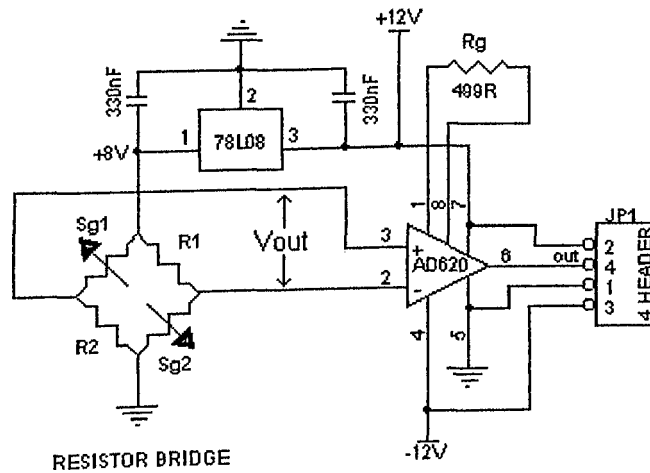 +12V
Rg
499R
330nF
330nF
2
1
78L08
3
+8V
1
8
7
JP1
Sg1
R1
Vout
3
+
AD620
6
out
2
4
1
3
4 HEADER
2
-
R2
Sg2
4
5
-12V
RESISTOR BRIDGE